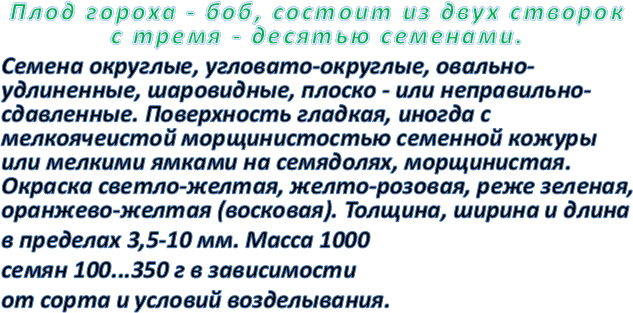 Плод гороха - боб, состоит из двух створок
с тремя - десятью семенами.
Семена округлые, угловато-округлые, овально-
удлиненные, шаровидные, плоско - или неправильно-
сдавленные. Поверхность гладкая, иногда с
мелкоячеистой морщинистостью семенной кожуры
или мелкими ямками на семядолях, морщинистая.
Окраска светло-желтая, желто-розовая, реже зеленая,
оранжево-желтая (восковая). Толщина, ширина и длина
в пределах 3,5-10 мм. Масса 1000
семян 100...350 г в зависимости
от сорта и условий возделывания.